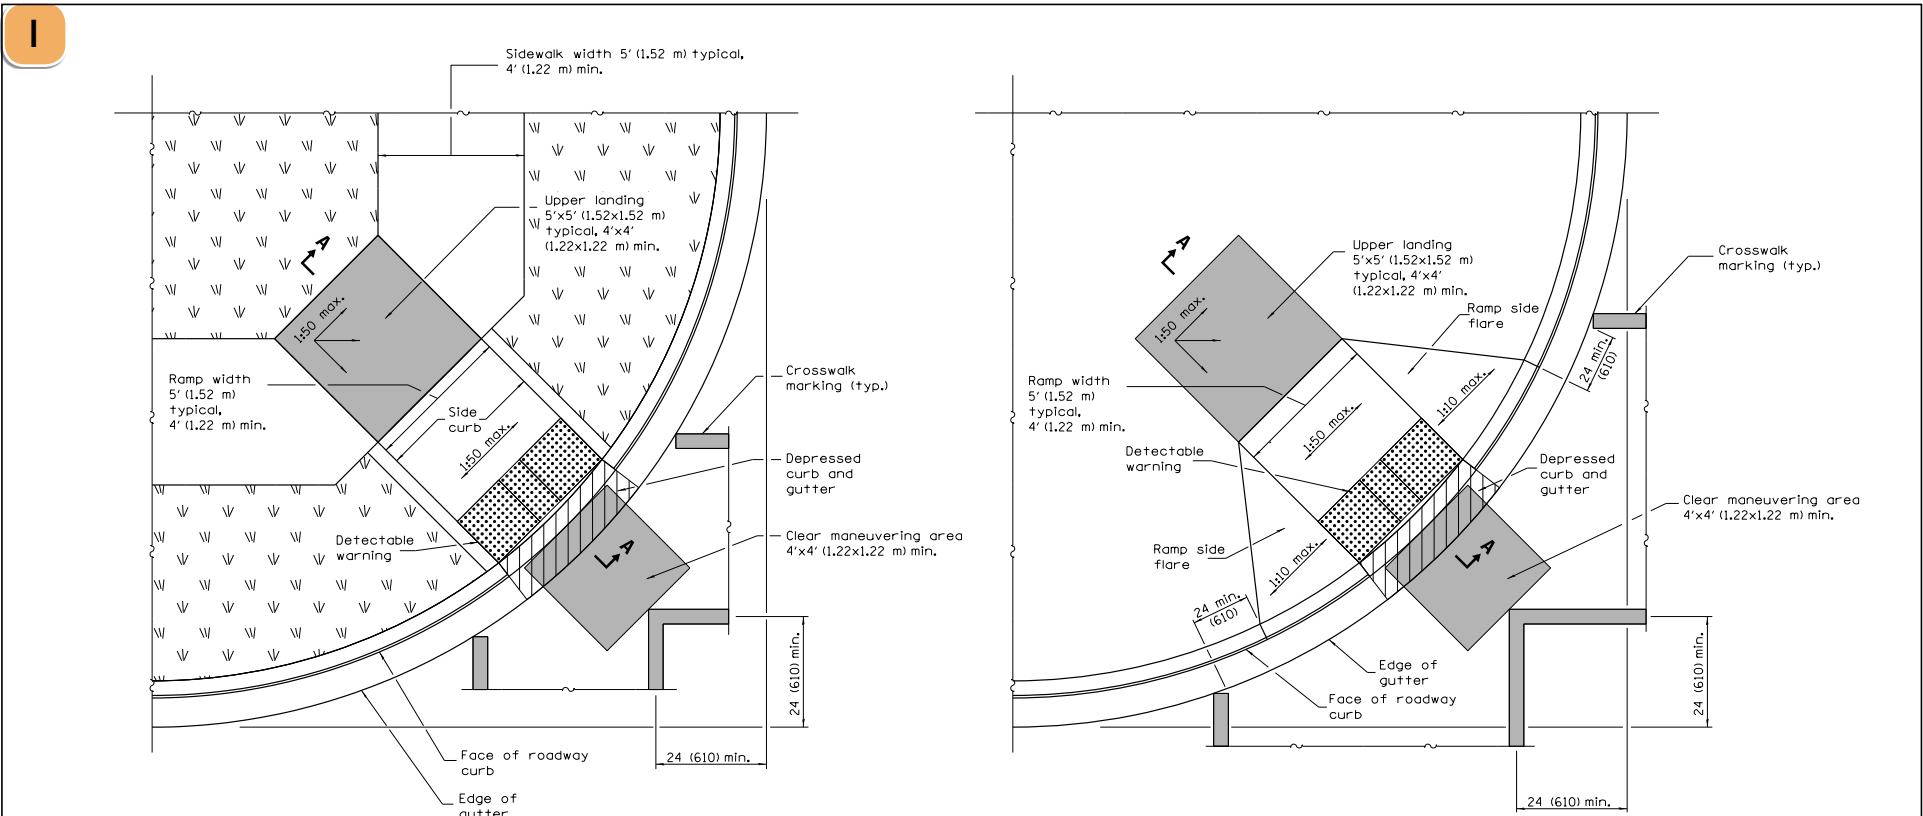 I
Sidewalk width 5' (1.52 m) typical,
4' (1.22 m) min.
Upper landing
5'x5' (1.52x1.52 m)
typical, 4'x4'
(1.22x1.22 m) min.
A
1:50 max.
Ramp width
5' (1.52 m)
typical,
4' (1.22 m) min.
Side
curb
1:50 max.
Crosswalk
marking (typ.)
Depressed
curb and
gutter
Detectable
warning
A
Clear maneuvering area
4'x4' (1.22x1.22 m) min.
24 (610) min.
24 (610) min.
Face of roadway
curb
Edge of
gutter
A
1:50 max.
Upper landing
5'x5' (1.52x1.52 m)
typical, 4'x4'
(1.22x1.22 m) min.
Crosswalk
marking (typ.)
Ramp side
flare
24 min.
(610)
Ramp width
5' (1.52 m)
typical,
4' (1.22 m) min.
1:50 max.
1:10 max.
Detectable
warning
Depressed
curb and
gutter
Clear maneuvering area
4'x4' (1.22x1.22 m) min.
A
Ramp side
flare
1:10 max.
24 min.
(610)
Edge of
gutter
Face of roadway
curb
24 (610) min.
24 (610) min.